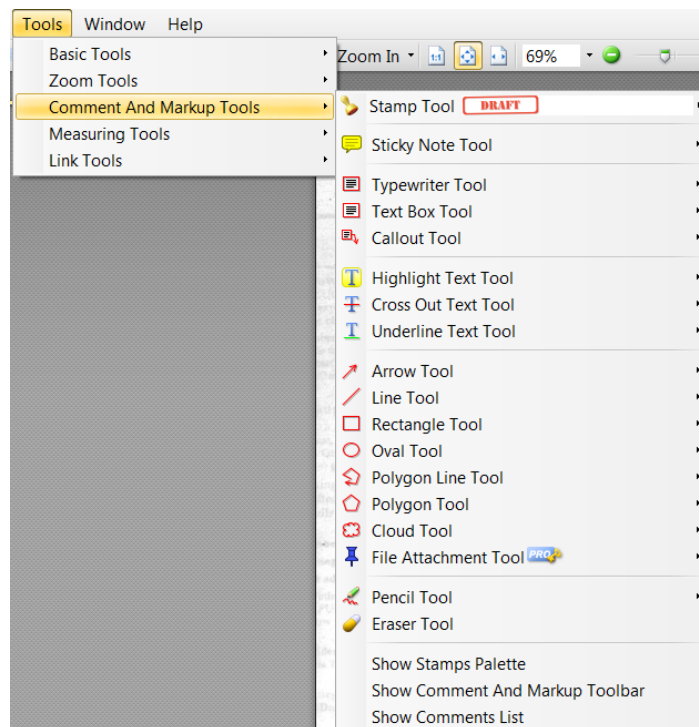 Tools Window Help
Zoom In 1:1 69%
Basic Tools
Zoom Tools
Comment And Markup Tools
Measuring Tools
Link Tools
Stamp Tool DRAFT
Sticky Note Tool
Typewriter Tool
Text Box Tool
Callout Tool
T Highlight Text Tool
T Cross Out Text Tool
T Underline Text Tool
Arrow Tool
Line Tool
Rectangle Tool
Oval Tool
Polygon Line Tool
Polygon Tool
Cloud Tool
File Attachment Tool PRO
Pencil Tool
Eraser Tool
Show Stamps Palette
Show Comment And Markup Toolbar
Show Comments List